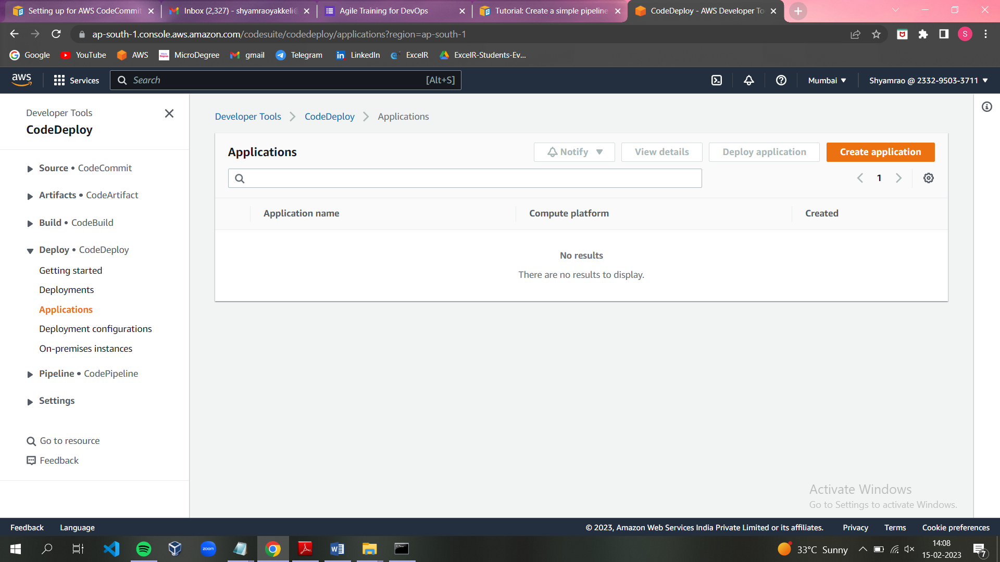 Setting up for AWS CodeCommit
Inbox (2,327) - shyamraoyakkeli@
Agile Training for DevOps
Tutorial: Create a simple pipeline
CodeDeploy - AWS Developer To
ap-south-1.console.aws.amazon.com/codesuite/codedeploy/applications?region=ap-south-1
S
Google
YouTube
AWS
MicroDegree
gmail
Telegram
LinkedIn
ExcelR
ExcelR-Students-Ev...
aws
Services
Search
[Alt+S]
Mumbai
Shyamrao @ 2332-9503-3711
Developer Tools
CodeDeploy
Source • CodeCommit
Artifacts • CodeArtifact
Build • CodeBuild
Deploy • CodeDeploy
Getting started
Deployments
Applications
Deployment configurations
On-premises instances
Pipeline • CodePipeline
Settings
Go to resource
Feedback
Developer Tools
CodeDeploy
Applications
Applications
Notify
View details
Deploy application
Create application
1
Application name
Compute platform
Created
No results
There are no results to display.
Activate Windows
Go to Settings to activate Windows.
Feedback
Language
© 2023, Amazon Web Services India Private Limited or its affiliates.
Privacy
Terms
Cookie preferences
zoom
33°C Sunny
14:08
15-02-2023
7